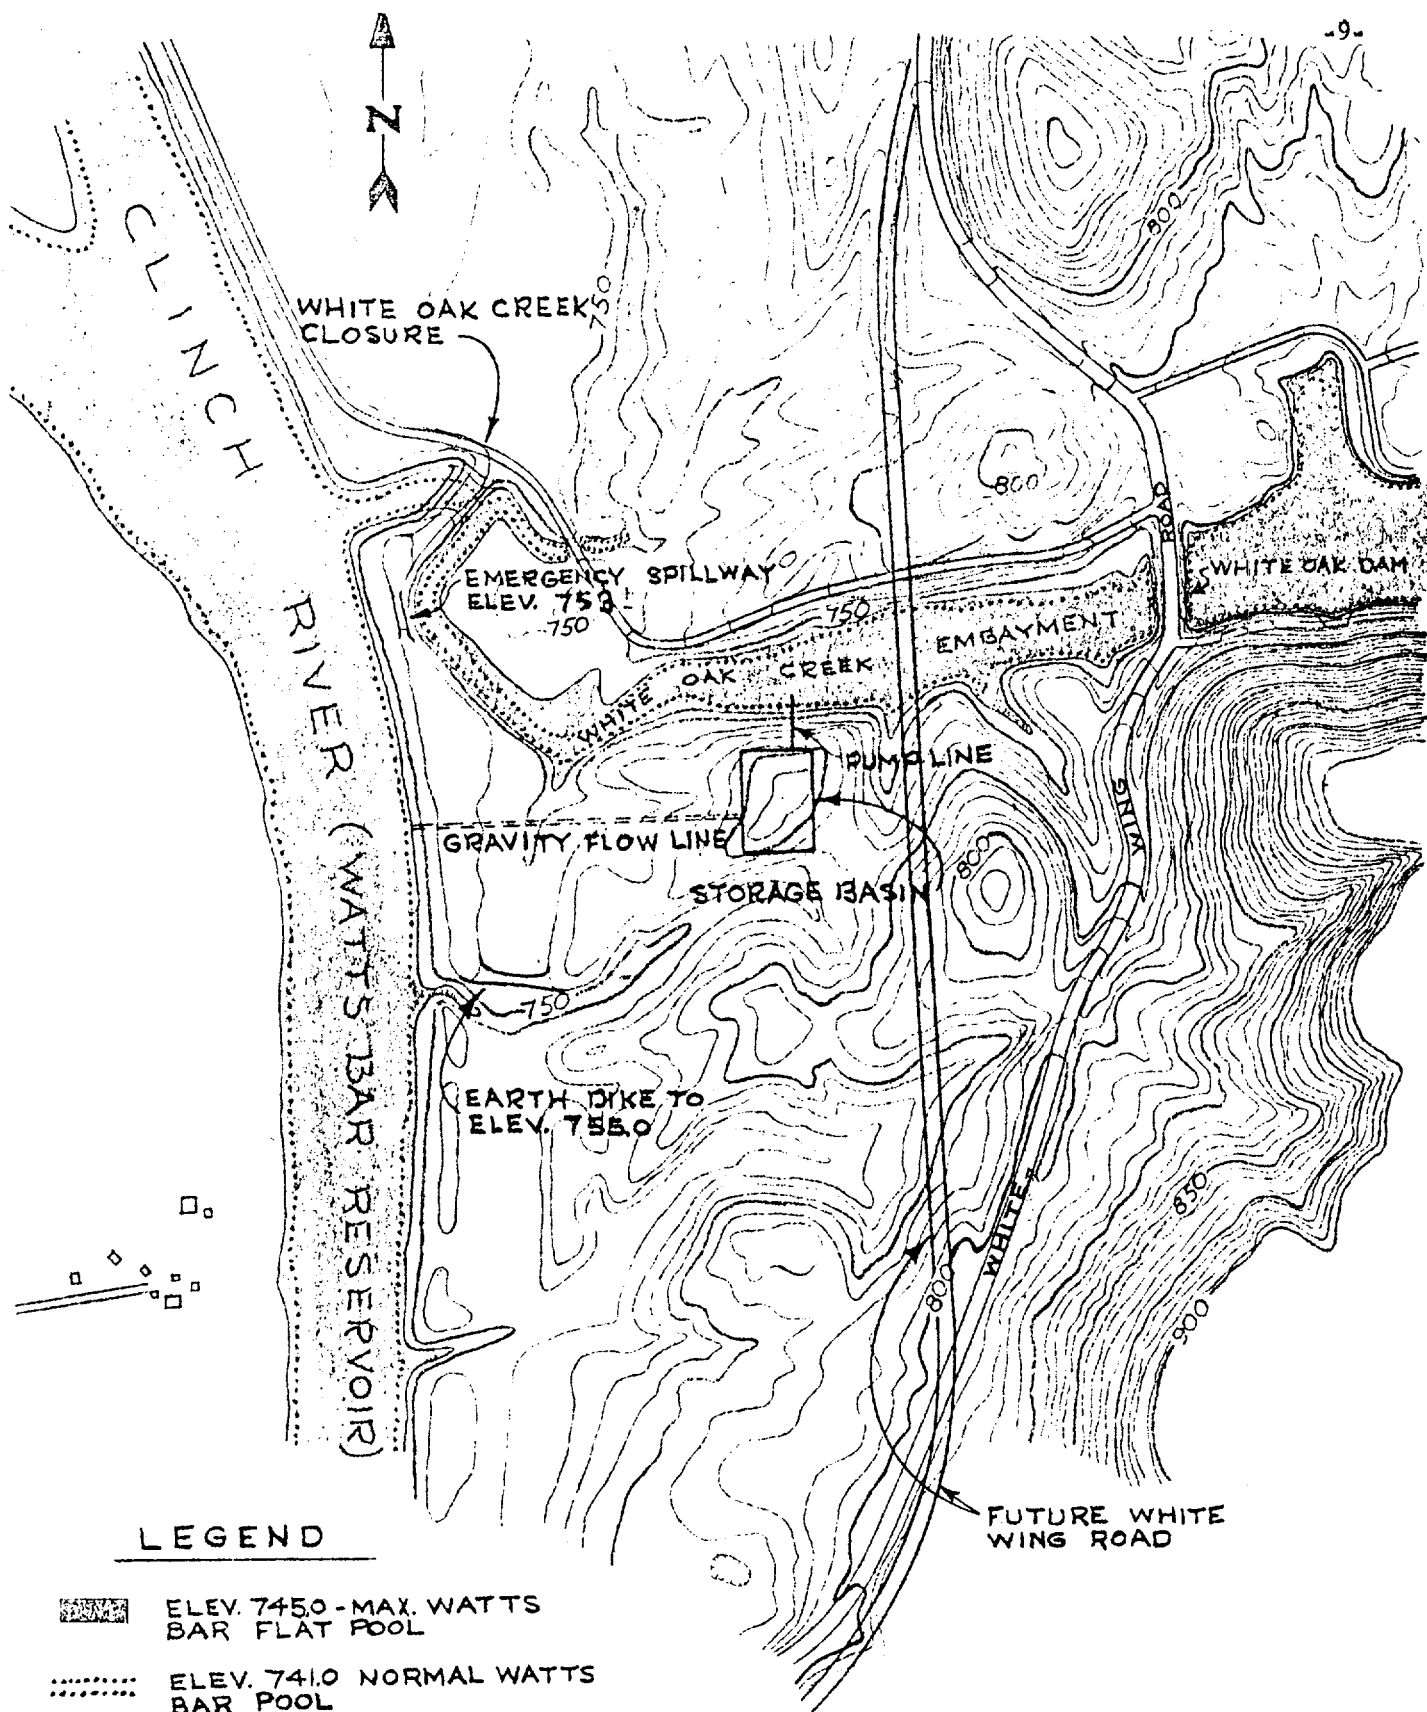 -9-
N
CLINCH
RIVER (WATTS BAR RESERVOIR)
WHITE OAK CREEK
CLOSURE
750
800
800
ROAD
WHITE OAK DAM
EMERGENCY SPILLWAY
ELEV. 753
750
750
WHITE OAK CREEK EMBAYMENT
PUMP LINE
GRAVITY FLOW LINE
STORAGE BASIN
800
WING
750
EARTH DIKE TO
ELEV. 755.0
WHITE
850
800
900
FUTURE WHITE
WING ROAD
LEGEND
ELEV. 745.0 - MAX. WATTS
BAR FLAT POOL
ELEV. 741.0 NORMAL WATTS
BAR POOL